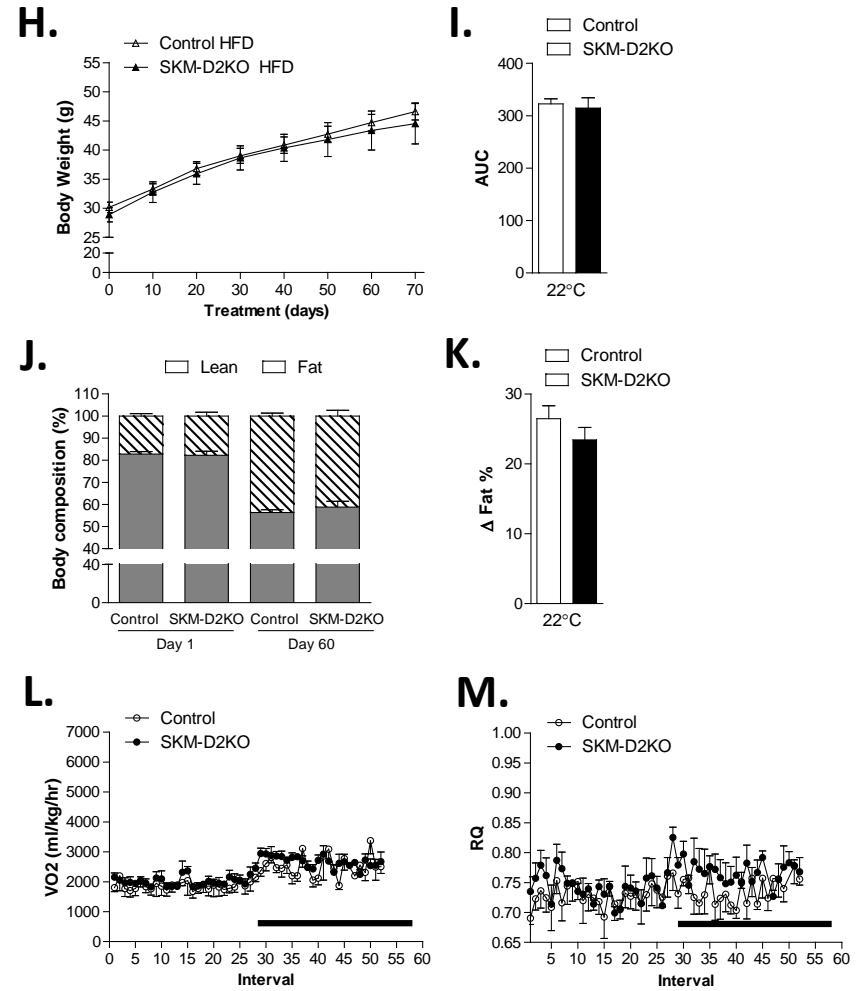 H.
Control HFD
SKM-D2KO HFD
Body Weight (g)
55
50
45
40
35
30
25
20
0
0 10 20 30 40 50 60 70
Treatment (days)
I.
Control
SKM-D2KO
AUC
400
300
200
100
0
22°C
J.
Lean Fat
Body composition (%)
110
100
90
80
70
60
50
40
40
0
Control SKM-D2KO Control SKM-D2KO
Day 1 Day 60
K.
Crontrol
SKM-D2KO
Δ Fat %
30
20
10
0
22°C
L.
Control
SKM-D2KO
VO2 (ml/kg/hr)
7000
6000
5000
4000
3000
2000
1000
0
0 5 10 15 20 25 30 35 40 45 50 55 60
Interval
M.
Control
SKM-D2KO
RQ
1.00
0.95
0.90
0.85
0.80
0.75
0.70
0.65
5 10 15 20 25 30 35 40 45 50 55 60
Interval